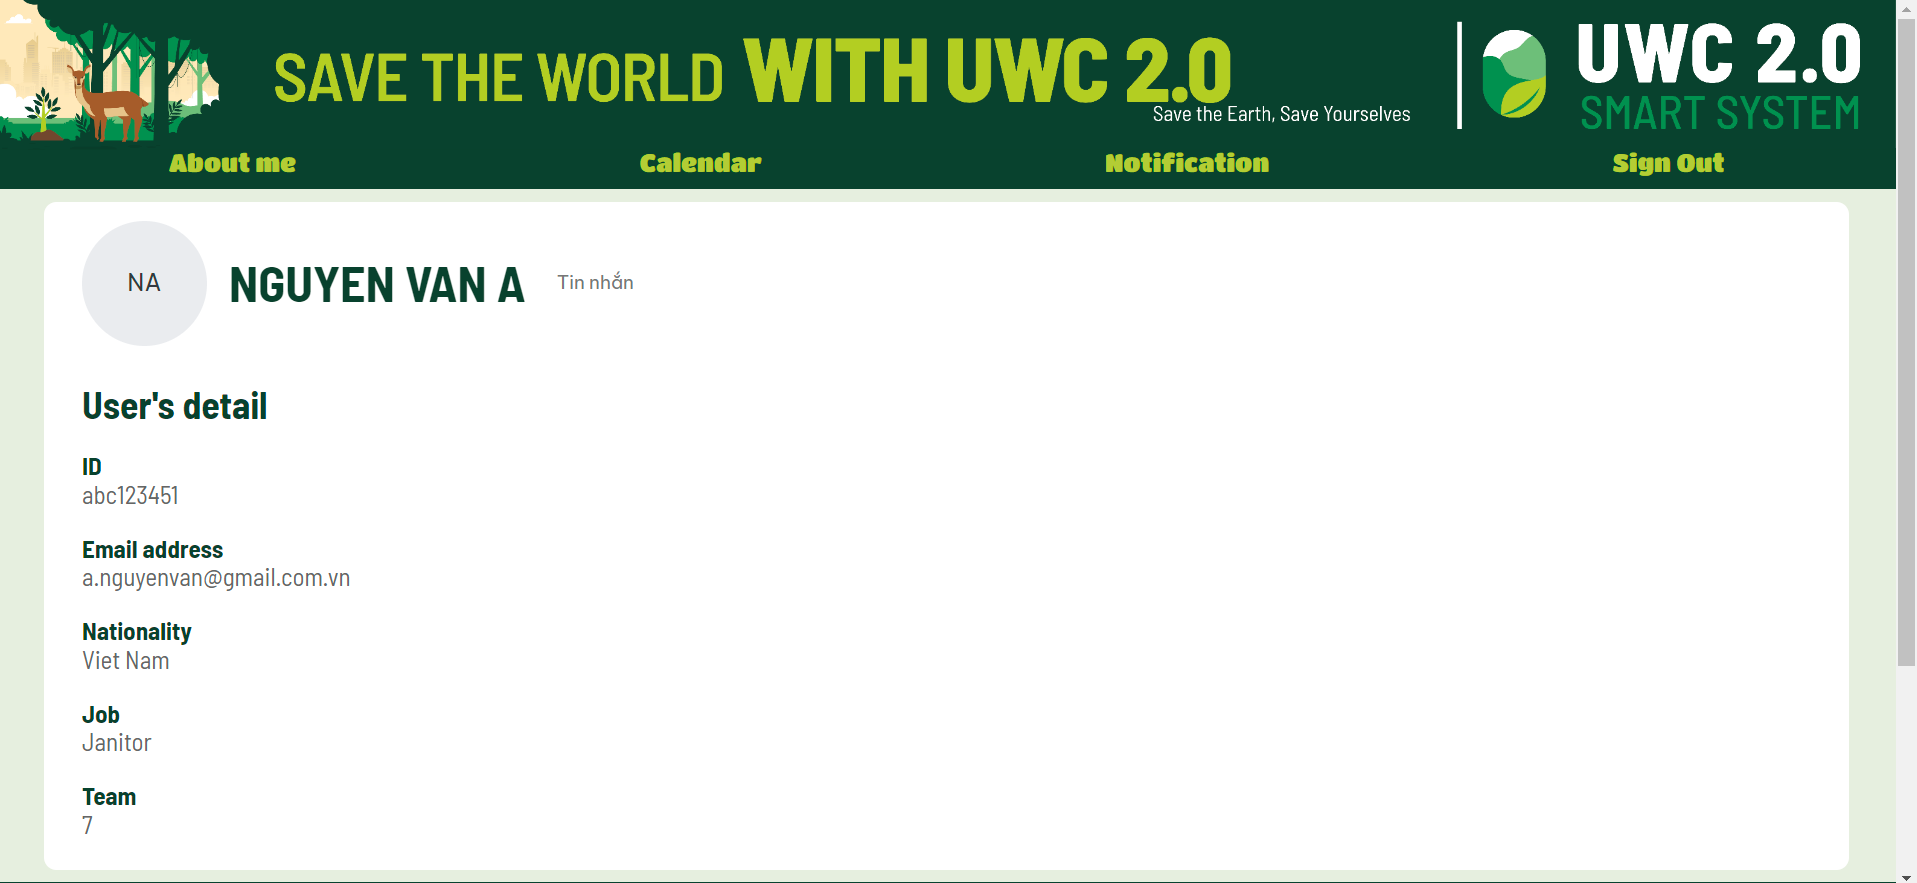 SAVE THE WORLD WITH UWC 2.0
Save the Earth, Save Yourselves
UWC 2.0
SMART SYSTEM
About me
Calendar
Notification
Sign Out
NA
NGUYEN VAN A
Tin nhắn
User's detail
ID
abc123451
Email address
a.nguyenvan@gmail.com.vn
Nationality
Viet Nam
Job
Janitor
Team
7